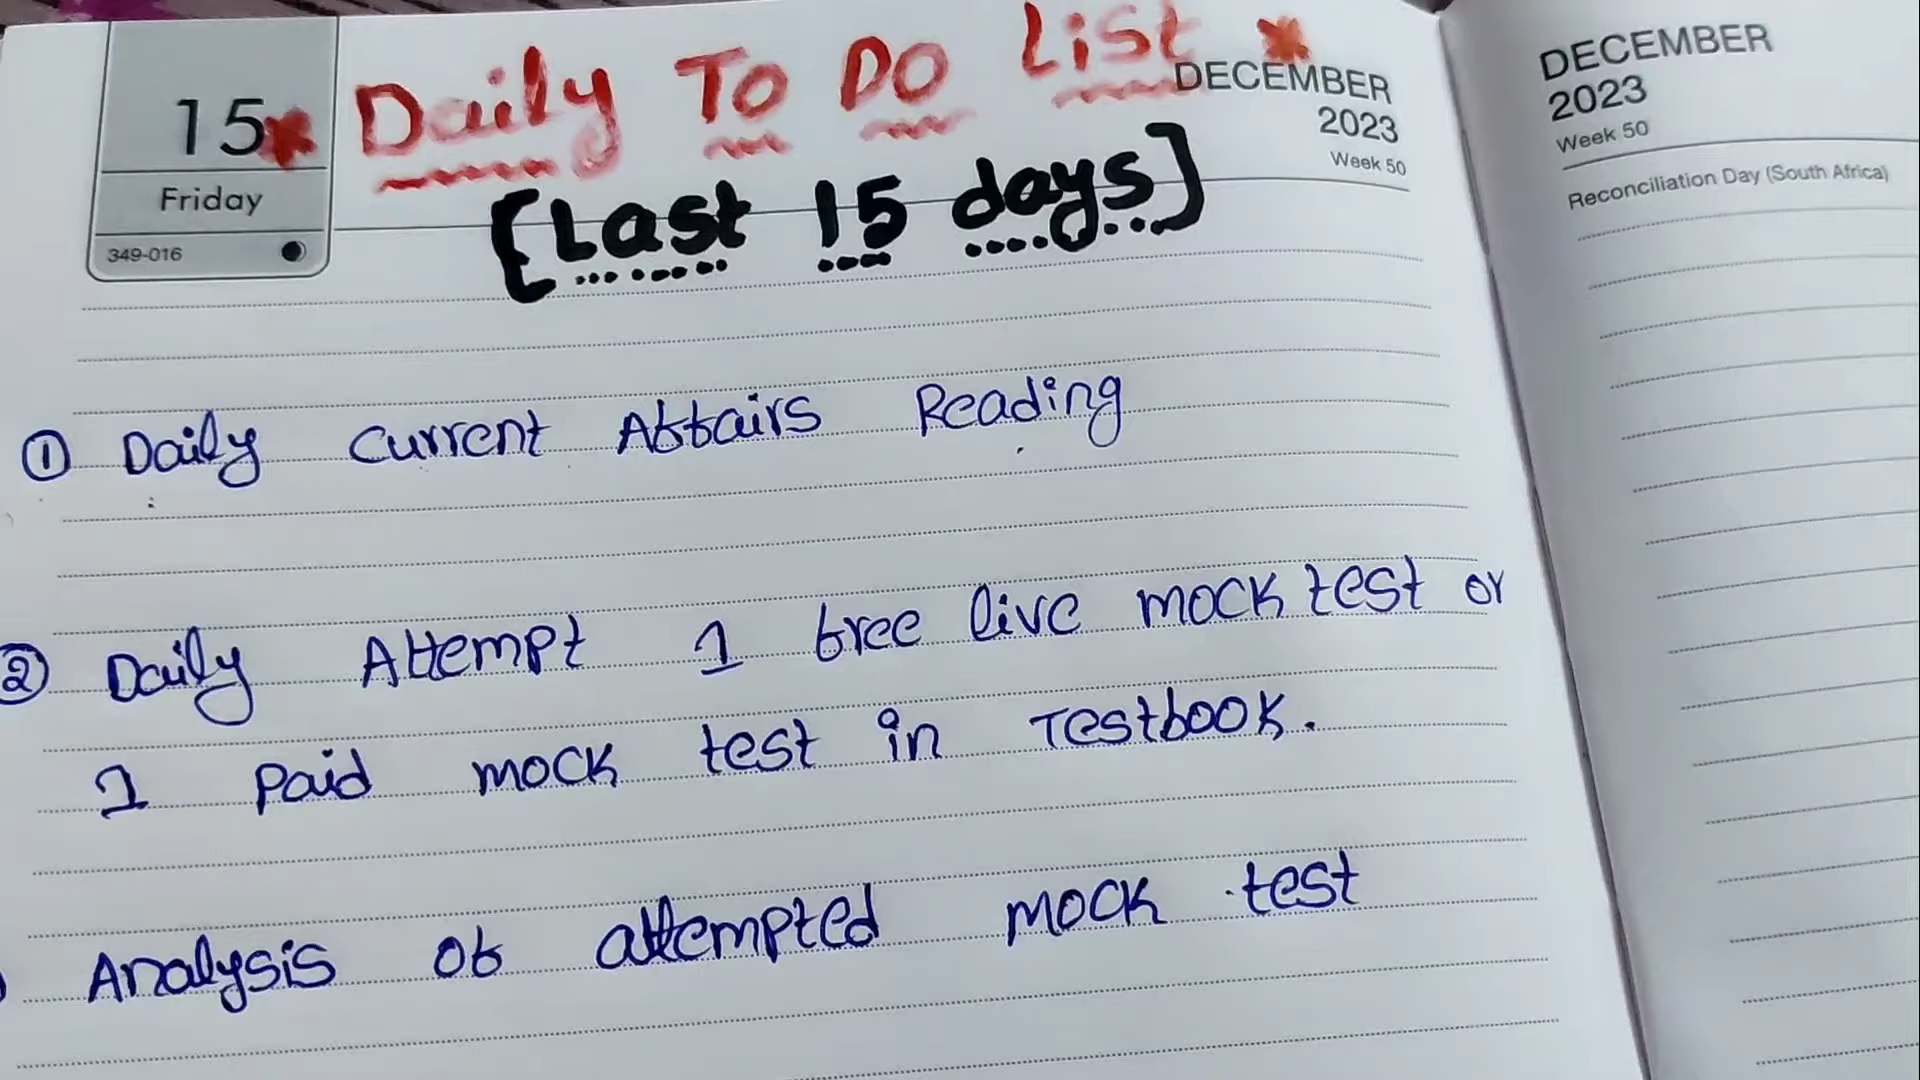 15 * Daily To Do List *
DECEMBER
2023
Week 50
Friday
349-016
[Last 15 days]
① Daily Current Affairs Reading
② Daily Attempt 1 free live mock test or
1 Paid mock test in Testbook.
Analysis of attempted mock test
DECEMBER
2023
Week 50
Reconciliation Day (South Africa)